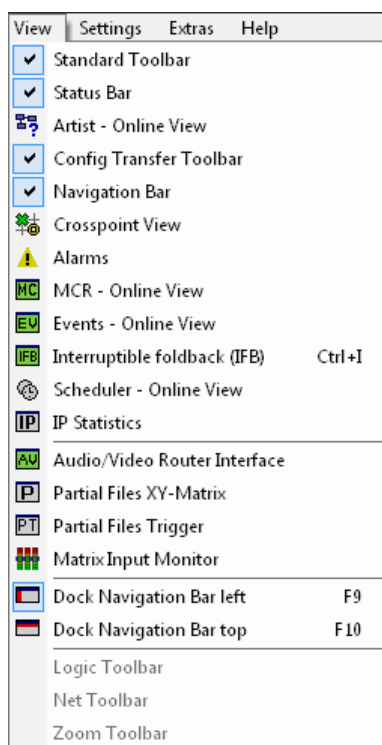 View Settings Extras Help
Standard Toolbar
Status Bar
Artist - Online View
Config Transfer Toolbar
Navigation Bar
Crosspoint View
Alarms
MC MCR - Online View
EV Events - Online View
IFB Interruptible foldback (IFB) Ctrl+I
Scheduler - Online View
IP IP Statistics
AV Audio/Video Router Interface
P Partial Files XY-Matrix
PT Partial Files Trigger
Matrix Input Monitor
Dock Navigation Bar left F9
Dock Navigation Bar top F10
Logic Toolbar
Net Toolbar
Zoom Toolbar